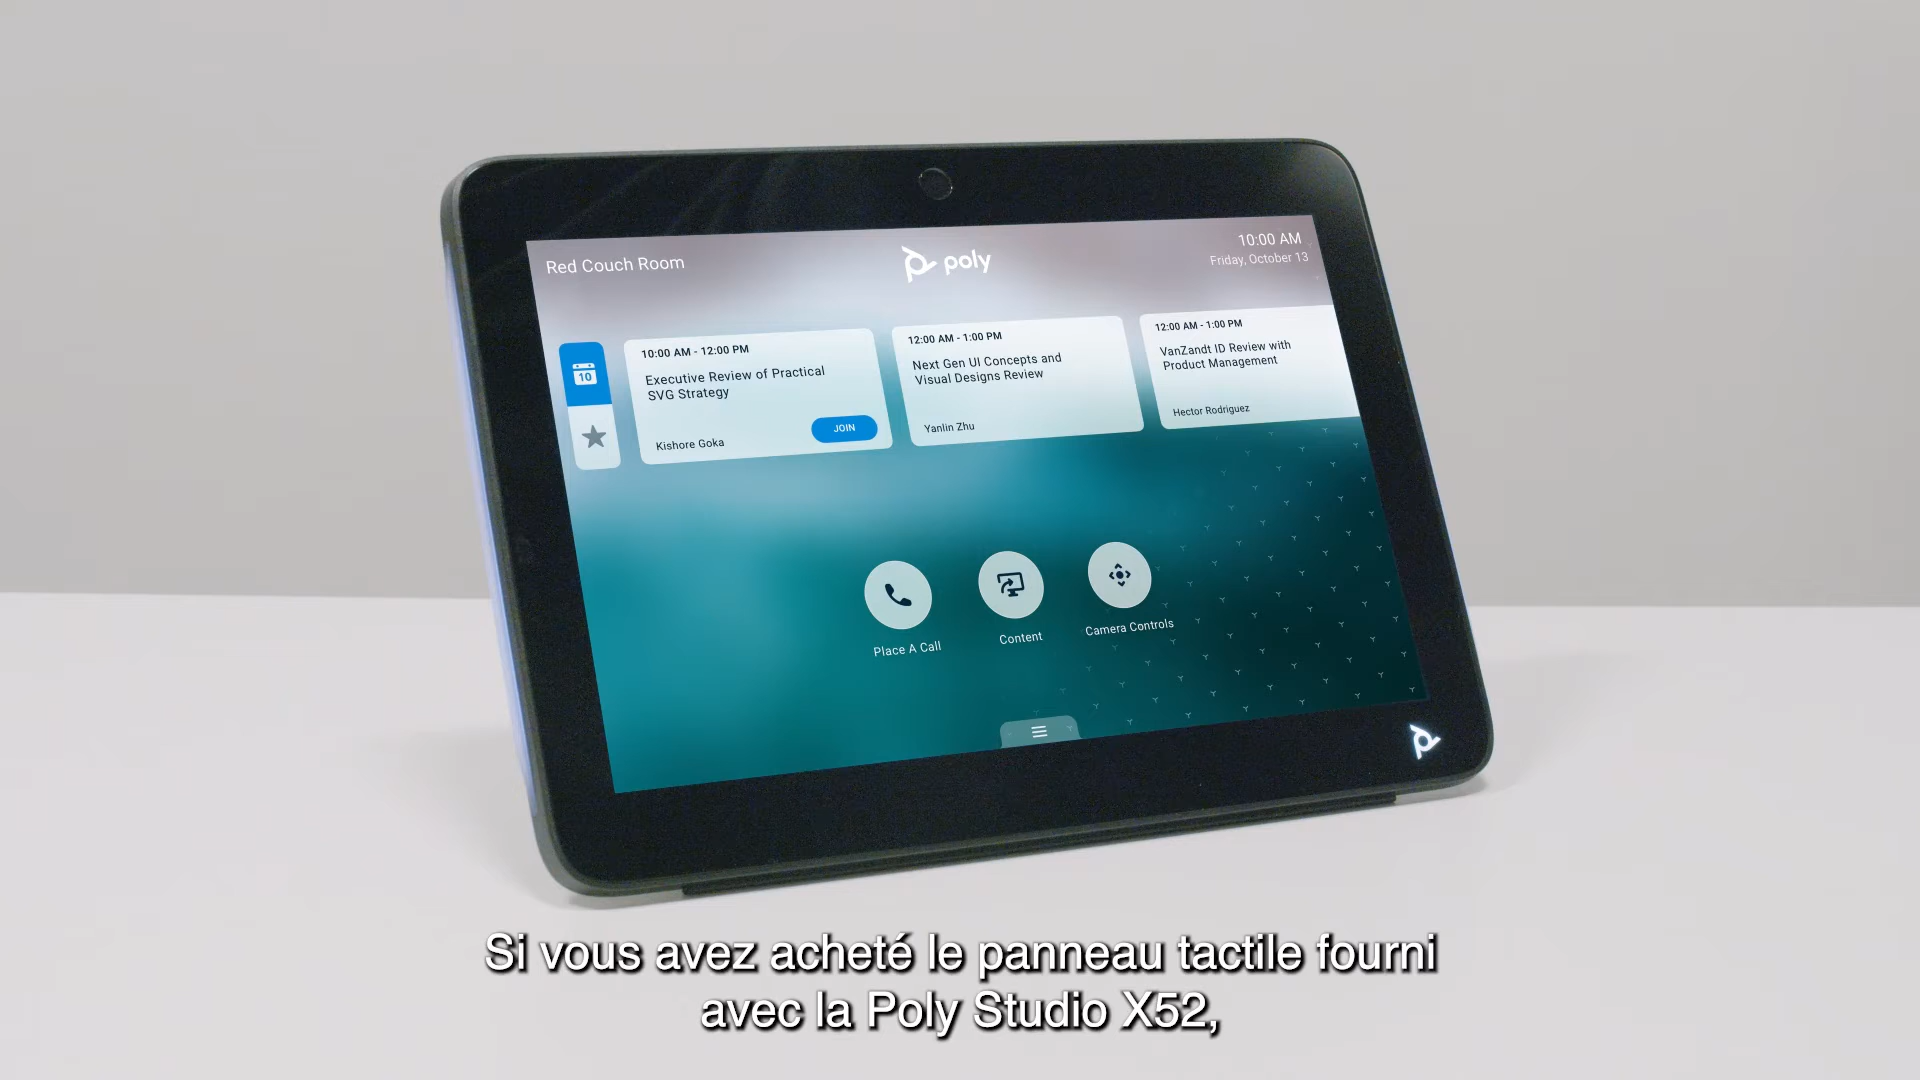 Red Couch Room
poly
10:00 AM
Friday, October 13
10
10:00 AM - 12:00 PM
Executive Review of Practical
SVG Strategy
Kishore Goka
JOIN
12:00 AM - 1:00 PM
Next Gen UI Concepts and
Visual Designs Review
Yanlin Zhu
12:00 AM - 1:00 PM
VanZandt ID Review with
Product Management
Hector Rodriguez
Place A Call
Content
Camera Controls
Si vous avez acheté le panneau tactile fourni
avec la Poly Studio X52,